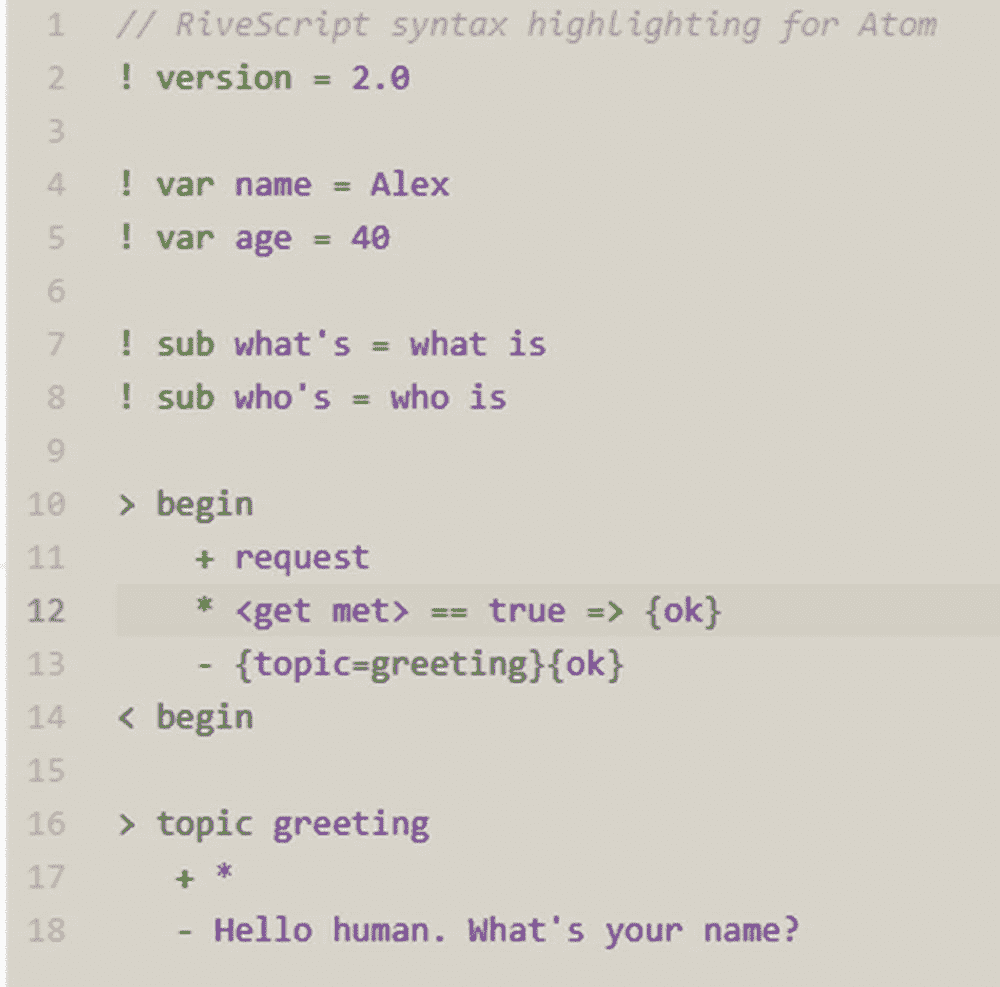 1 // RiveScript syntax highlighting for Atom
2 ! version = 2.0
3
4 ! var name = Alex
5 ! var age = 40
6
7 ! sub what's = what is
8 ! sub who's = who is
9
10 > begin
11 + request
12 * <get met> == true => {ok}
13 - {topic=greeting}{ok}
14 < begin
15
16 > topic greeting
17 + *
18 - Hello human. What's your name?